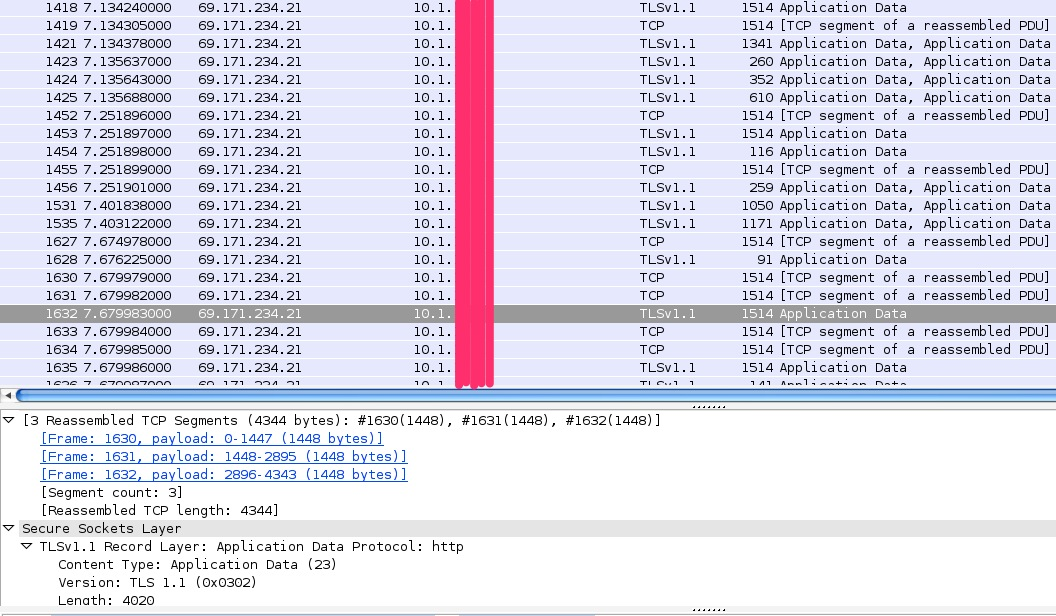 1418 7.134240000 69.171.234.21 10.1. TLSv1.1 1514 Application Data
1419 7.134305000 69.171.234.21 10.1. TCP 1514 [TCP segment of a reassembled PDU]
1421 7.134378000 69.171.234.21 10.1. TLSv1.1 1341 Application Data, Application Data
1423 7.135637000 69.171.234.21 10.1. TLSv1.1 260 Application Data, Application Data
1424 7.135643000 69.171.234.21 10.1. TLSv1.1 352 Application Data, Application Data
1425 7.135688000 69.171.234.21 10.1. TLSv1.1 610 Application Data, Application Data
1452 7.251896000 69.171.234.21 10.1. TCP 1514 [TCP segment of a reassembled PDU]
1453 7.251897000 69.171.234.21 10.1. TLSv1.1 1514 Application Data
1454 7.251898000 69.171.234.21 10.1. TLSv1.1 116 Application Data
1455 7.251899000 69.171.234.21 10.1. TCP 1514 [TCP segment of a reassembled PDU]
1456 7.251901000 69.171.234.21 10.1. TLSv1.1 259 Application Data, Application Data
1531 7.401838000 69.171.234.21 10.1. TLSv1.1 1050 Application Data, Application Data
1535 7.403122000 69.171.234.21 10.1. TLSv1.1 1171 Application Data, Application Data
1627 7.674978000 69.171.234.21 10.1. TCP 1514 [TCP segment of a reassembled PDU]
1628 7.676225000 69.171.234.21 10.1. TLSv1.1 91 Application Data
1630 7.679979000 69.171.234.21 10.1. TCP 1514 [TCP segment of a reassembled PDU]
1631 7.679982000 69.171.234.21 10.1. TCP 1514 [TCP segment of a reassembled PDU]
1632 7.679983000 69.171.234.21 10.1. TLSv1.1 1514 Application Data
1633 7.679984000 69.171.234.21 10.1. TCP 1514 [TCP segment of a reassembled PDU]
1634 7.679985000 69.171.234.21 10.1. TCP 1514 [TCP segment of a reassembled PDU]
1635 7.679986000 69.171.234.21 10.1. TLSv1.1 1514 Application Data
1636 7.679987000 69.171.234.21 10.1. TLSv1.1 141 Application Data
[3 Reassembled TCP Segments (4344 bytes): #1630(1448), #1631(1448), #1632(1448)]
[Frame: 1630, payload: 0-1447 (1448 bytes)]
[Frame: 1631, payload: 1448-2895 (1448 bytes)]
[Frame: 1632, payload: 2896-4343 (1448 bytes)]
[Segment count: 3]
[Reassembled TCP length: 4344]
Secure Sockets Layer
TLSv1.1 Record Layer: Application Data Protocol: http
Content Type: Application Data (23)
Version: TLS 1.1 (0x0302)
Length: 4020